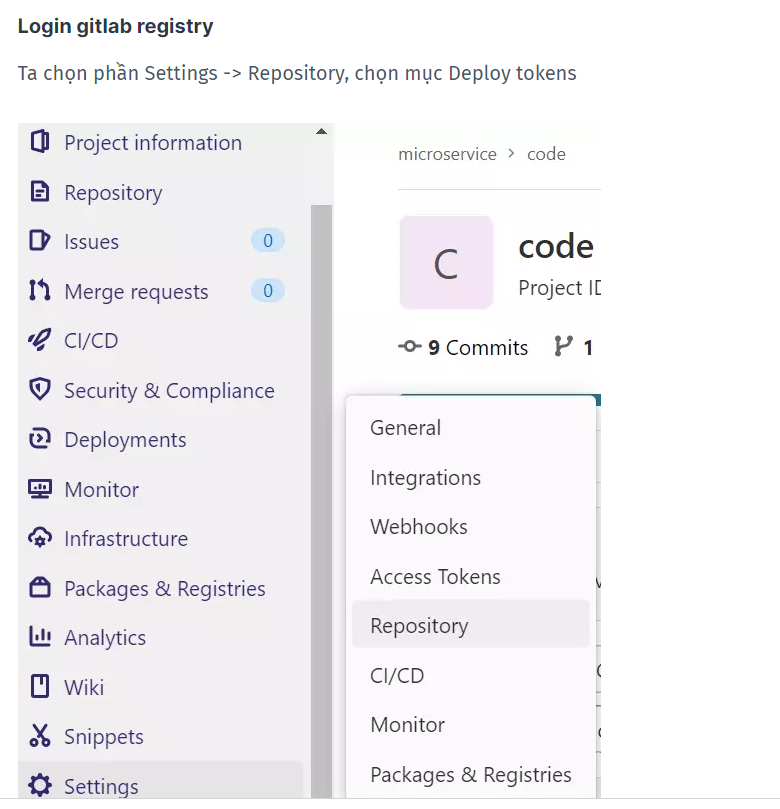 Login gitlab registry
Ta chọn phần Settings -> Repository, chọn mục Deploy tokens
Project information
Repository
Issues 0
Merge requests 0
CI/CD
Security & Compliance
Deployments
Monitor
Infrastructure
Packages & Registries
Analytics
Wiki
Snippets
Settings
microservice > code
C
code
Project ID
9 Commits 1
General
Integrations
Webhooks
Access Tokens
Repository
CI/CD
Monitor
Packages & Registries